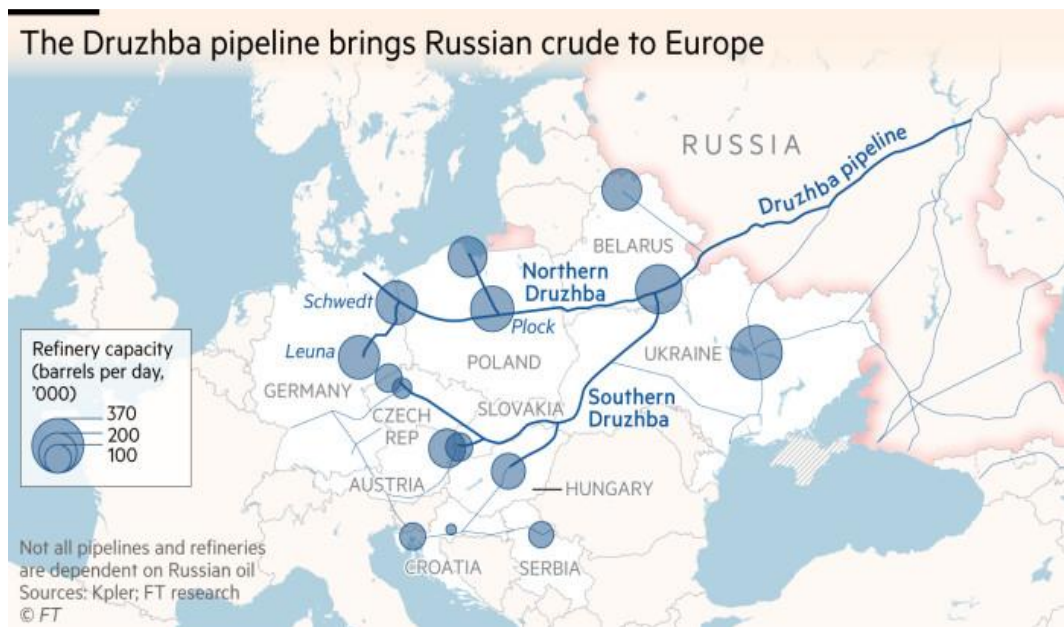 The Druzhba pipeline brings Russian crude to Europe
RUSSIA
Druzhba pipeline
BELARUS
Northern
Druzhba
Schwedt
Plock
Leuna
POLAND
UKRAINE
GERMANY
Refinery capacity
(barrels per day,
'000)
370
200
100
CZECH
REP
SLOVAKIA
Southern
Druzhba
AUSTRIA
HUNGARY
CROATIA
SERBIA
Not all pipelines and refineries
are dependent on Russian oil
Sources: Kpler; FT research
© FT